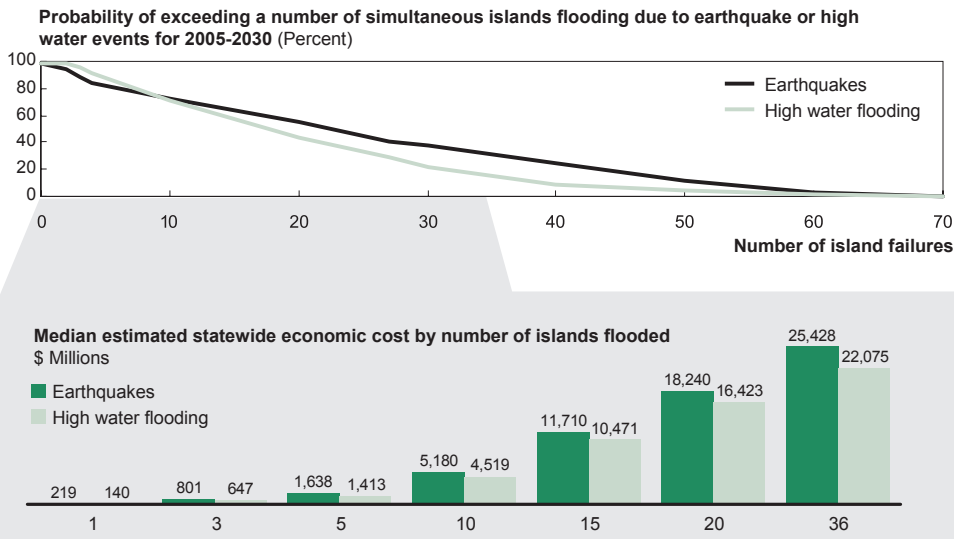 Probability of exceeding a number of simultaneous islands flooding due to earthquake or high
water events for 2005-2030 (Percent)
100
80
60
40
20
0
Earthquakes
High water flooding
0 10 20 30 40 50 60 70
Number of island failures
Median estimated statewide economic cost by number of islands flooded
$ Millions
Earthquakes
High water flooding
219 140 801 647 1,638 1,413 5,180 4,519 11,710 10,471 18,240 16,423 25,428 22,075
1 3 5 10 15 20 36